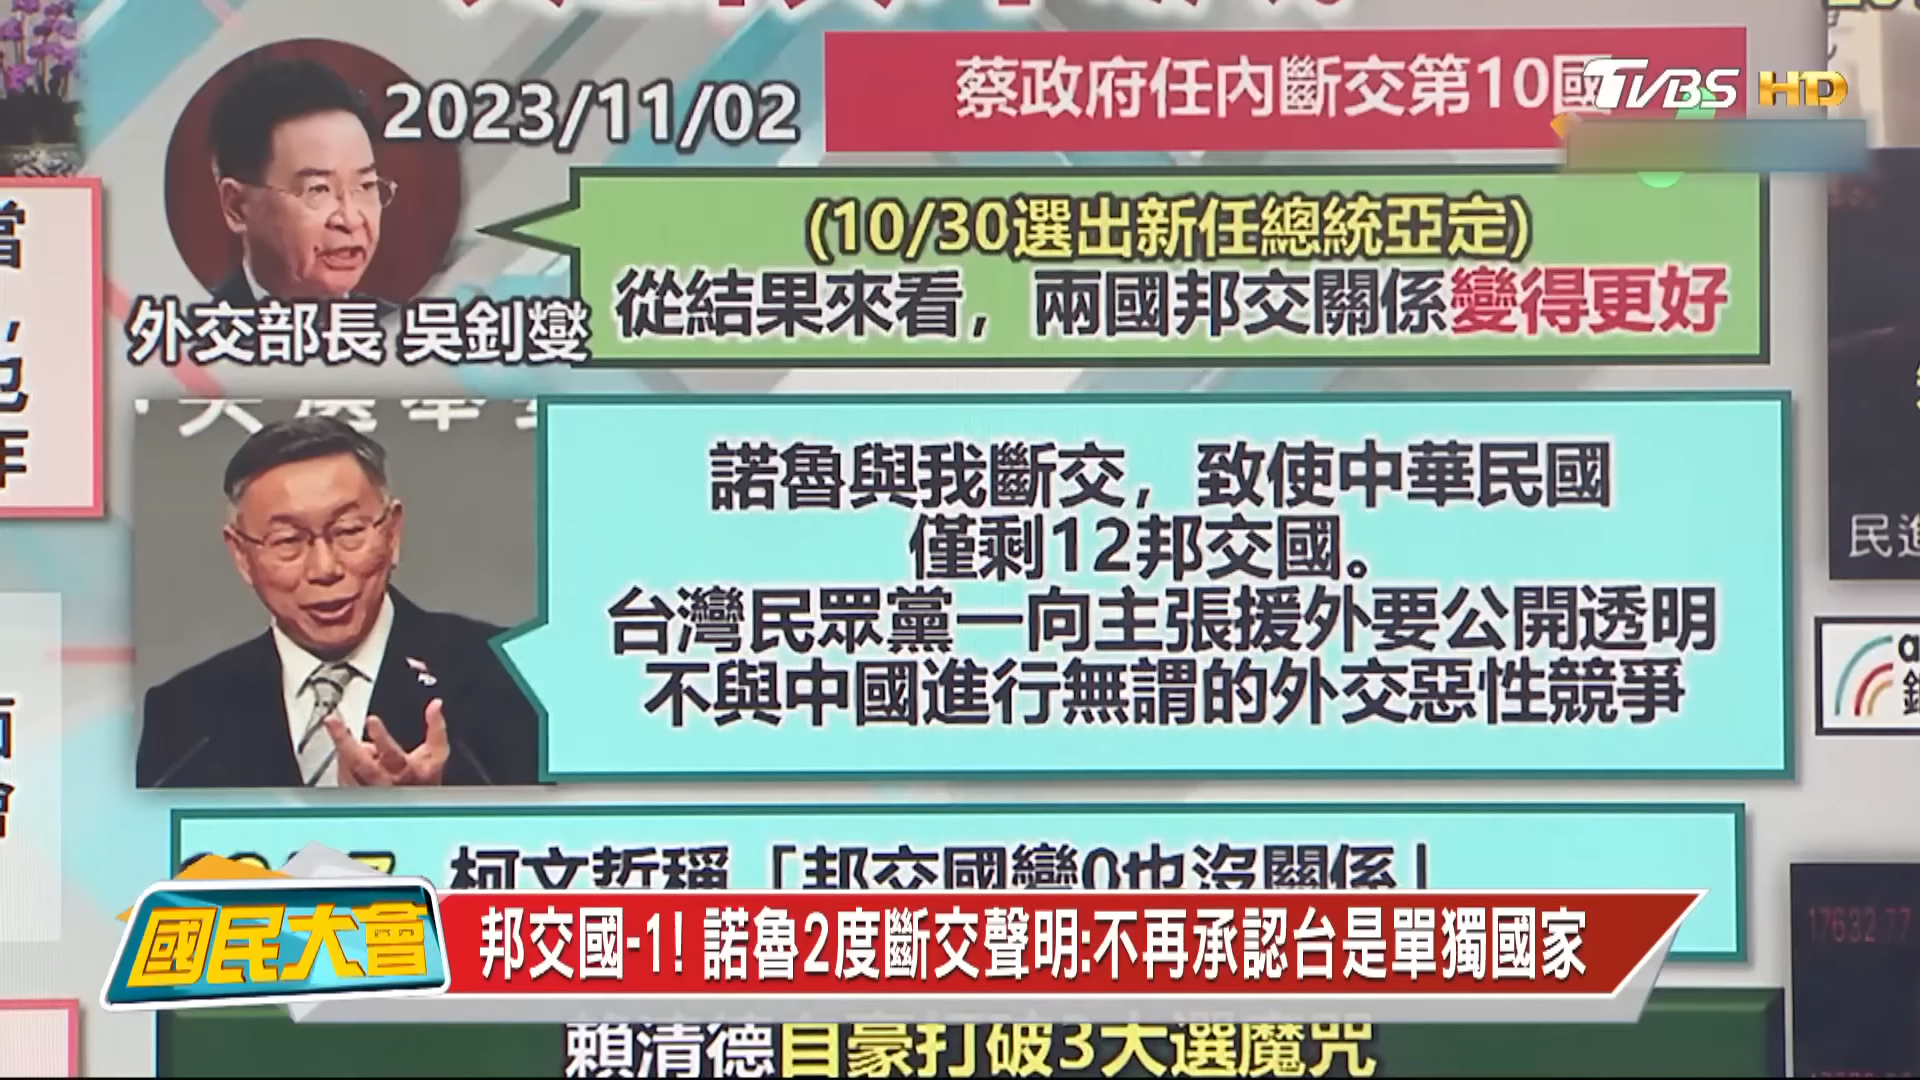 蔡政府任內斷交第10國
TVBS HD
2023/11/02
(10/30選出新任總統亞定)
從結果來看，兩國邦交關係變得更好
外交部長 吳釗燮
諾魯與我斷交，致使中華民國
僅剩12邦交國。
台灣民眾黨一向主張援外要公開透明
不與中國進行無謂的外交惡性競爭
柯文哲稱「邦交國變0也沒關係」
國民大會
邦交國-1! 諾魯2度斷交聲明:不再承認台是單獨國家
賴清德自豪打破3大選魔咒
民進
17632.77